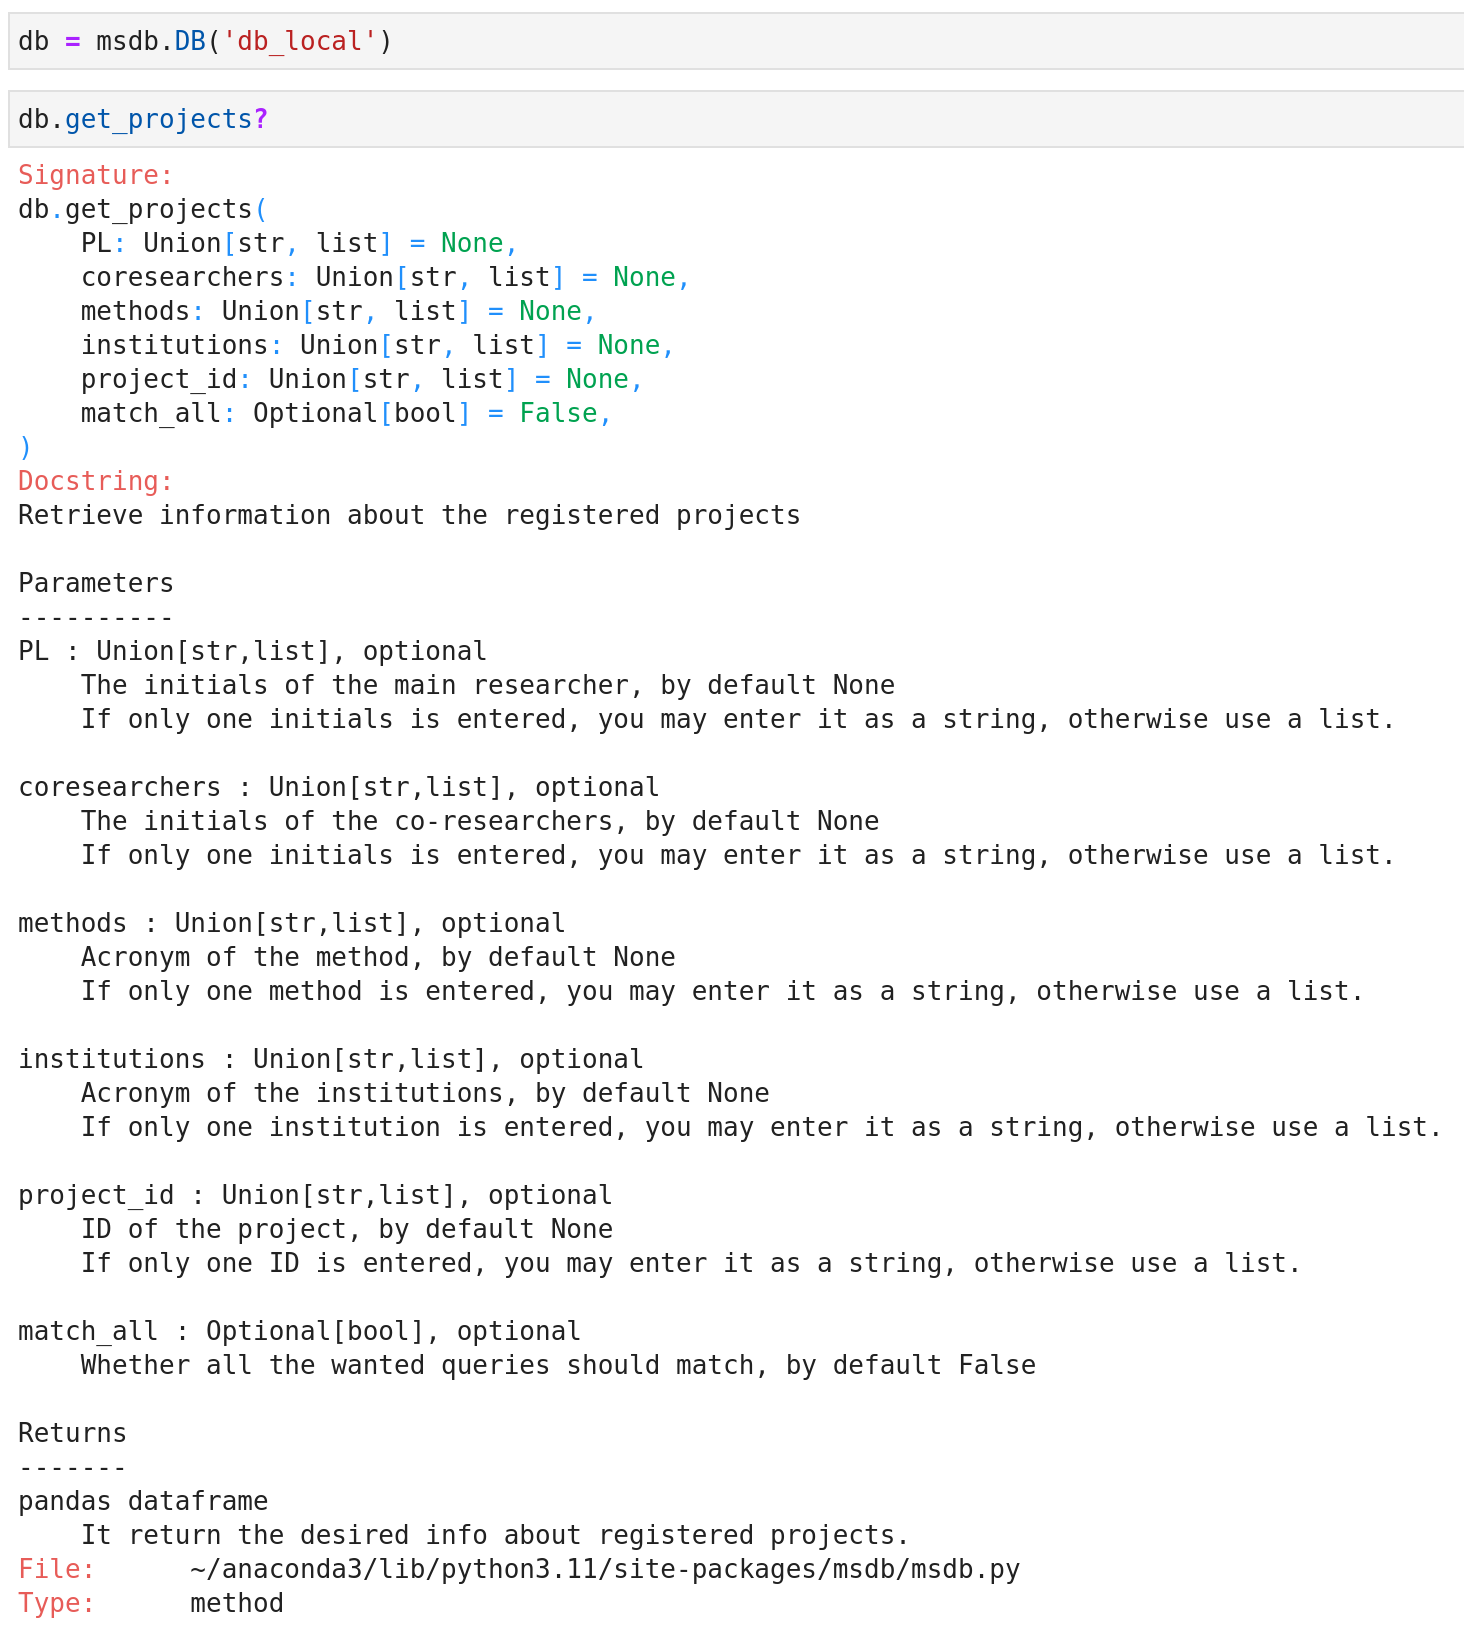 db = msdb.DB('db_local')
db.get_projects?
Signature:
db.get_projects(
    PL: Union[str, list] = None,
    coresearchers: Union[str, list] = None,
    methods: Union[str, list] = None,
    institutions: Union[str, list] = None,
    project_id: Union[str, list] = None,
    match_all: Optional[bool] = False,
)
Docstring:
Retrieve information about the registered projects

Parameters
----------
PL : Union[str,list], optional
    The initials of the main researcher, by default None
    If only one initials is entered, you may enter it as a string, otherwise use a list.

coresearchers : Union[str,list], optional
    The initials of the co-researchers, by default None
    If only one initials is entered, you may enter it as a string, otherwise use a list.

methods : Union[str,list], optional
    Acronym of the method, by default None
    If only one method is entered, you may enter it as a string, otherwise use a list.

institutions : Union[str,list], optional
    Acronym of the institutions, by default None
    If only one institution is entered, you may enter it as a string, otherwise use a list.

project_id : Union[str,list], optional
    ID of the project, by default None
    If only one ID is entered, you may enter it as a string, otherwise use a list.

match_all : Optional[bool], optional
    Whether all the wanted queries should match, by default False

Returns
-------
pandas dataframe
    It return the desired info about registered projects.
File:      ~/anaconda3/lib/python3.11/site-packages/msdb/msdb.py
Type:      method